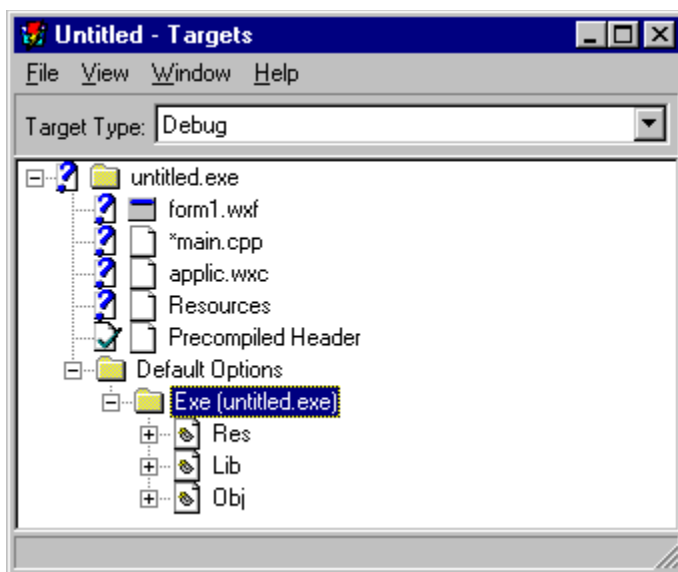 Untitled - Targets
File View Window Help
Target Type: Debug
untitled.exe
form1.wxf
*main.cpp
applic.wxc
Resources
Precompiled Header
Default Options
Exe (untitled.exe)
Res
Lib
Obj